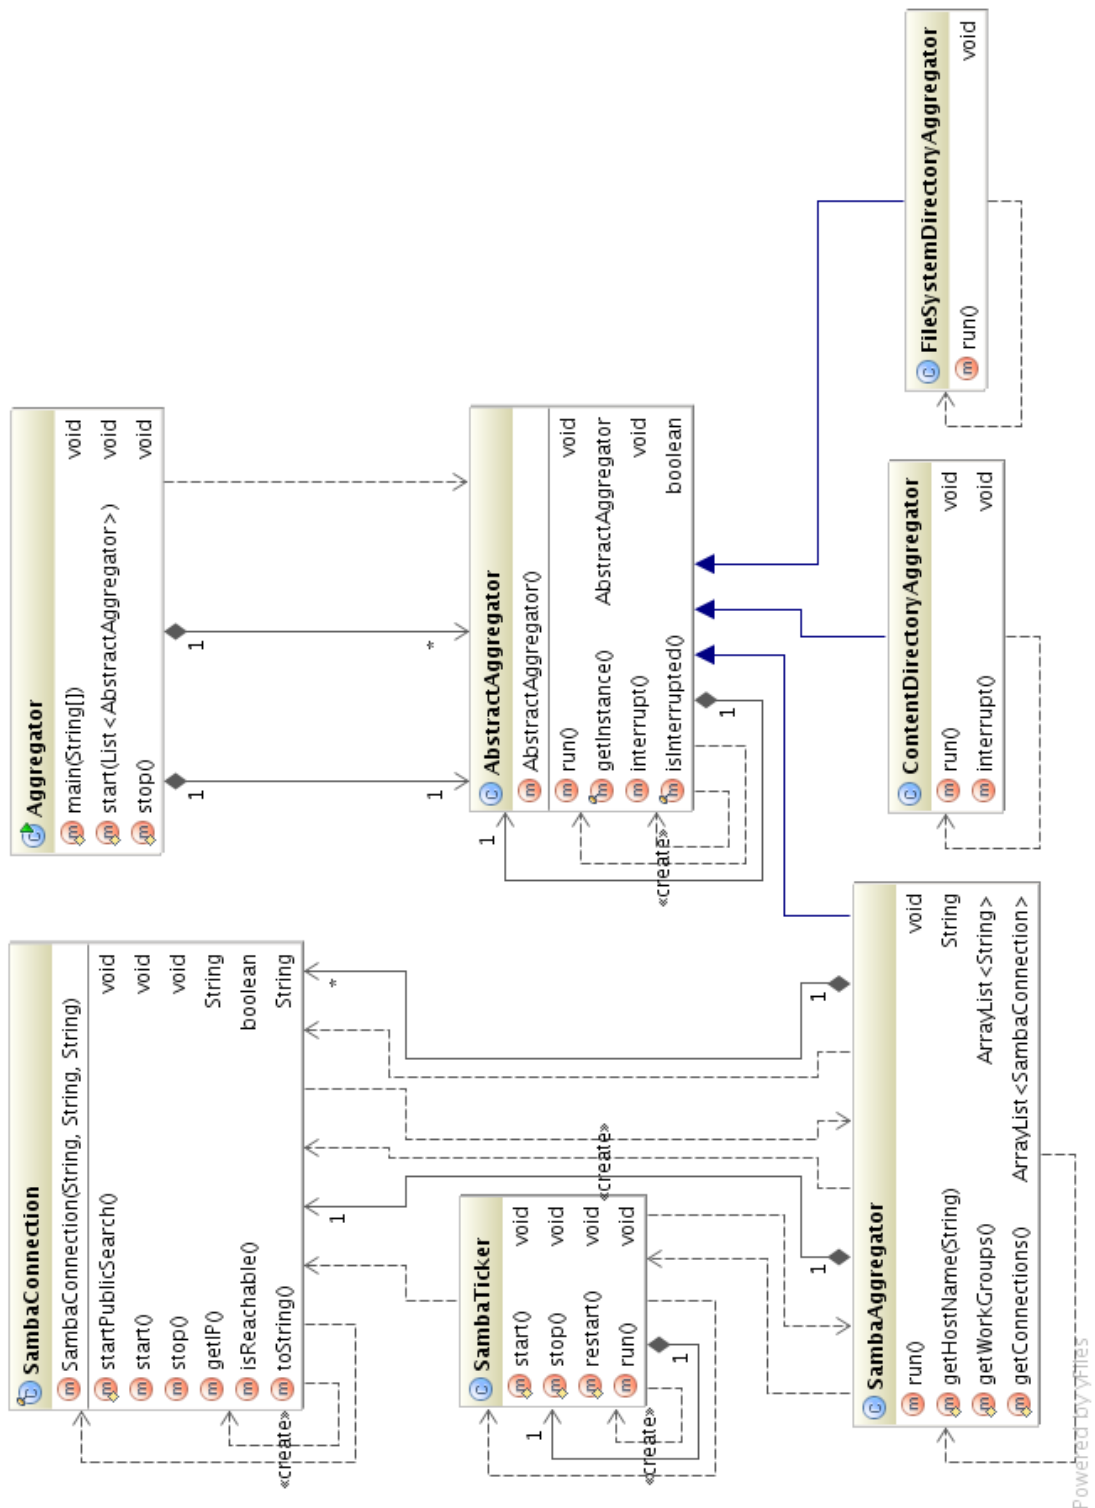 SambaConnection
SambaConnection(String, String, String)
startPublicSearch() void
start() void
stop() void
getIP() String
isReachable() boolean
toString() String
«create»
Aggregator
main(String[]) void
start(List<AbstractAggregator>) void
stop() void
1
1
1
*
SambaTicker
start() void
stop() void
restart() void
run() void
1
1
«create»
«create»
1
*
AbstractAggregator
AbstractAggregator()
run() void
getInstance() AbstractAggregator
interrupt() void
isInterrupted() boolean
1
1
«create»
1
1
SambaAggregator
run() void
getHostName(String) String
getWorkGroups() ArrayList<String>
getConnections() ArrayList<SambaConnection>
ContentDirectoryAggregator
run() void
interrupt() void
FileSystemDirectoryAggregator
run() void
Powered by yFiles